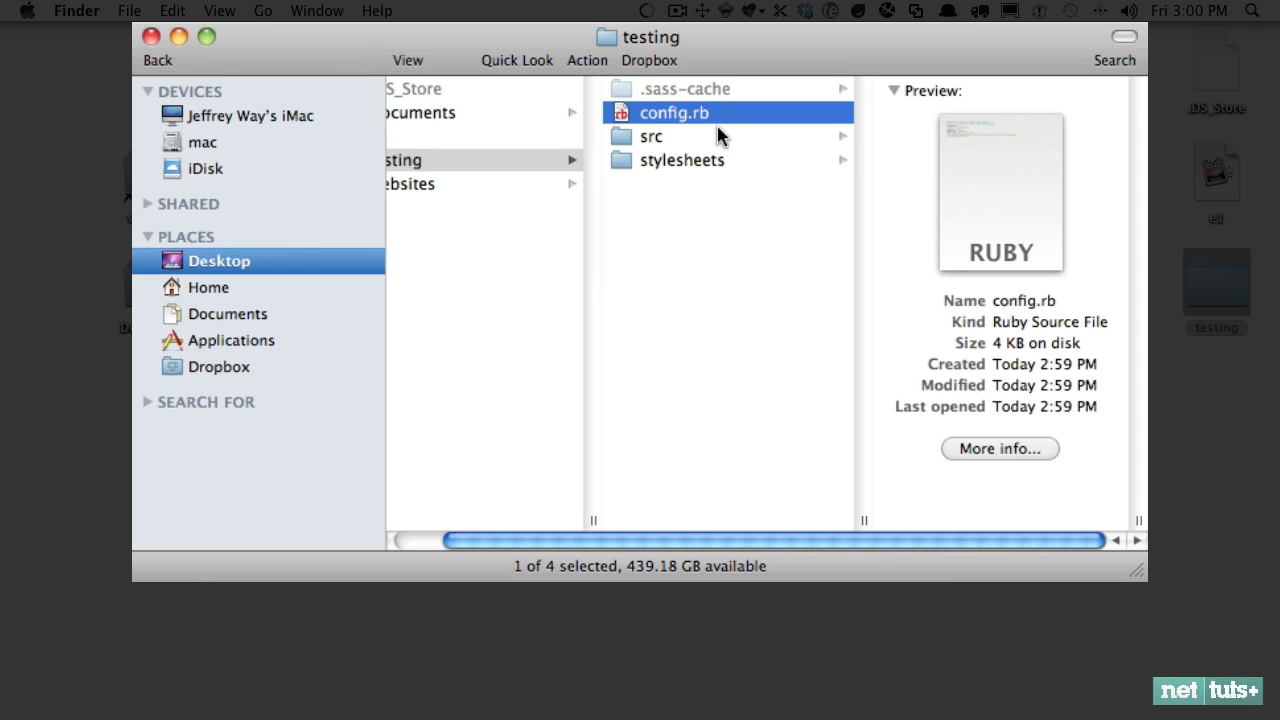 Finder File Edit View Go Window Help Fri 3:00 PM
testing
Back View Quick Look Action Dropbox Search
DEVICES
Jeffrey Way's iMac
mac
iDisk
SHARED
PLACES
Desktop
Home
Documents
Applications
Dropbox
SEARCH FOR
S_Store
ocuments
sting
ebsites
.sass-cache
config.rb
src
stylesheets
Preview:
RUBY
Name config.rb
Kind Ruby Source File
Size 4 KB on disk
Created Today 2:59 PM
Modified Today 2:59 PM
Last opened Today 2:59 PM
More info...
1 of 4 selected, 439.18 GB available
.DS_Store
e1
testing
net tuts+